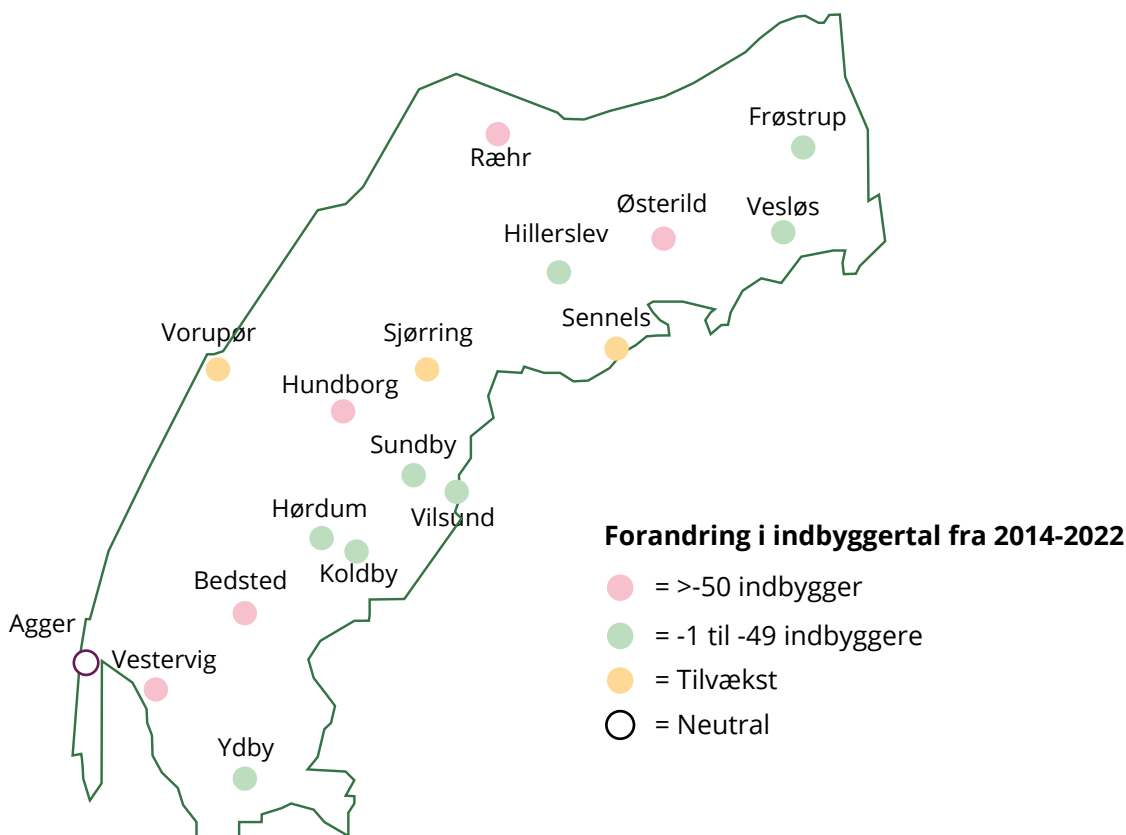 Frøstrup
Ræhr
Østerild
Vesløs
Hillerslev
Sennels
Vorupør
Sjørring
Hundborg
Sundby
Vilsund
Hørdum
Koldby
Bedsted
Agger
Vestervig
Ydby
Forandring i indbyggertal fra 2014-2022
= >-50 indbygger
= -1 til -49 indbyggere
= Tilvækst
= Neutral